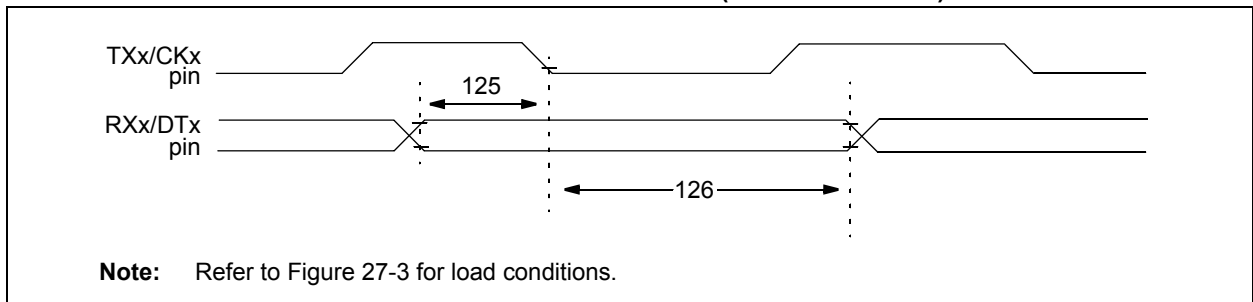 TXx/CKx
pin
125
RXx/DTx
pin
126
Note: Refer to Figure 27-3 for load conditions.